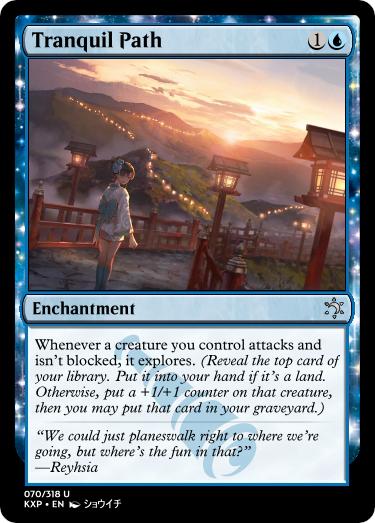 Tranquil Path 1
Enchantment
Whenever a creature you control attacks and
isn't blocked, it explores. (Reveal the top card of
your library. Put it into your hand if it's a land.
Otherwise, put a +1/+1 counter on that creature,
then you may put that card in your graveyard.)
“We could just planeswalk right to where we're
going, but where's the fun in that?”
—Reyhsia
070/318 U
KXP • EN ショウイチ